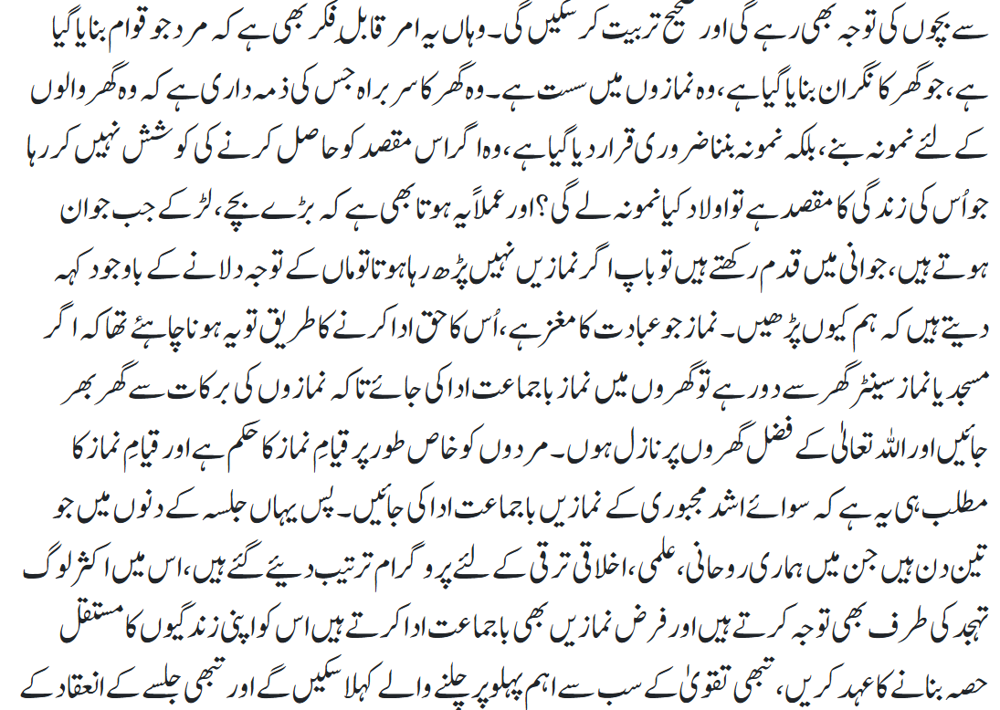 سے بچوں کی توجہ بھی رہے گی اور صحیح تربیت کر سکیں گی۔ وہاں یہ امر قابلِ فکر بھی ہے کہ مرد جو قوام بنایا گیا
ہے، جو گھر کا نگران بنایا گیا ہے، وہ نمازوں میں سست ہے۔ وہ گھر کا سربراہ جس کی ذمہ داری ہے کہ وہ گھر والوں
کے لئے نمونہ بنے، بلکہ نمونہ بننا ضروری قرار دیا گیا ہے، وہ اگر اس مقصد کو حاصل کرنے کی کوشش نہیں کر رہا
جو اُس کی زندگی کا مقصد ہے تو اولاد کیا نمونہ لے گی؟ اور عملاً یہ ہوتا بھی ہے کہ بڑے بچے، لڑکے جب جوان
ہوتے ہیں، جوانی میں قدم رکھتے ہیں تو باپ اگر نمازیں نہیں پڑھ رہا ہوتا تو ماں کے توجہ دلانے کے باوجود کہہ
دیتے ہیں کہ ہم کیوں پڑھیں۔ نماز جو عبادت کا مغز ہے، اُس کا حق ادا کرنے کا طریق تو یہ ہونا چاہئے تھا کہ اگر
مسجد یا نماز سینٹر گھر سے دور ہے تو گھروں میں نماز باجماعت ادا کی جائے تاکہ نمازوں کی برکات سے گھر بھر
جائیں اور اللہ تعالیٰ کے فضل گھروں پر نازل ہوں۔ مردوں کو خاص طور پر قیامِ نماز کا حکم ہے اور قیامِ نماز کا
مطلب ہی یہ ہے کہ سوائے اشد مجبوری کے نمازیں باجماعت ادا کی جائیں۔ پس یہاں جلسہ کے دنوں میں جو
تین دن ہیں جن میں ہماری روحانی، علمی، اخلاقی ترقی کے لئے پروگرام ترتیب دیئے گئے ہیں، اس میں اکثر لوگ
تہجد کی طرف بھی توجہ کرتے ہیں اور فرض نمازیں بھی باجماعت ادا کرتے ہیں اس کو اپنی زندگیوں کا مستقل
حصہ بنانے کا عہد کریں، تبھی تقویٰ کے سب سے اہم پہلو پر چلنے والے کہلا سکیں گے اور تبھی جلسے کے انعقاد کے